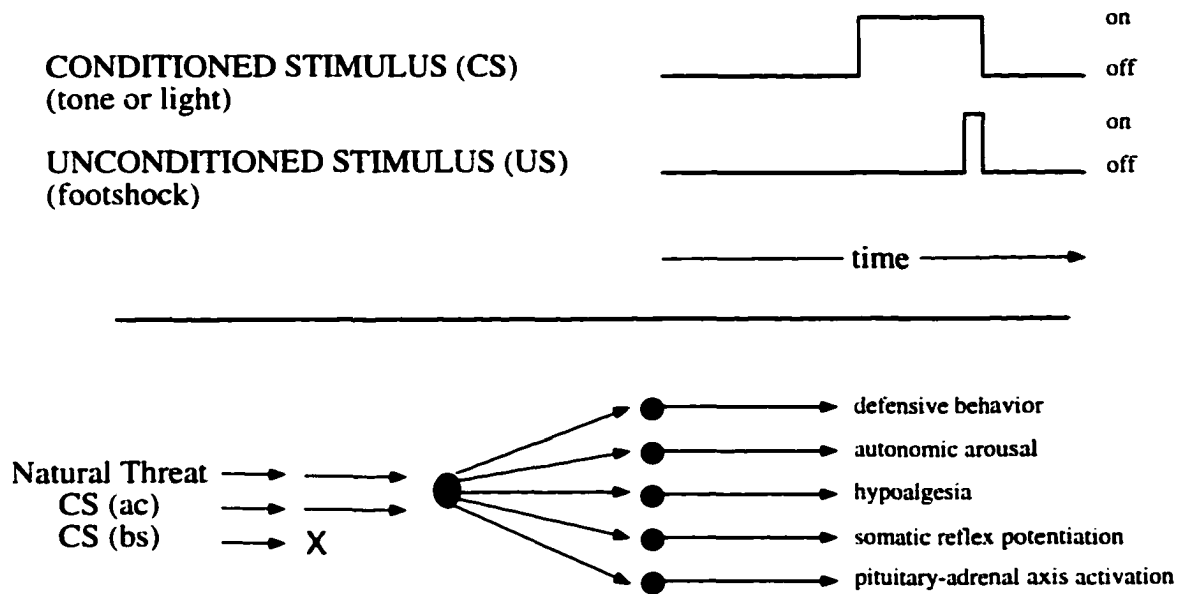 on
CONDITIONED STIMULUS (CS)
off
(tone or light)
on
UNCONDITIONED STIMULUS (US)
off
(footshock)
time
defensive behavior
autonomic arousal
Natural Threat
hypoalgesia
CS (ac)
CS (bs)
X
somatic reflex potentiation
pituitary-adrenal axis activation